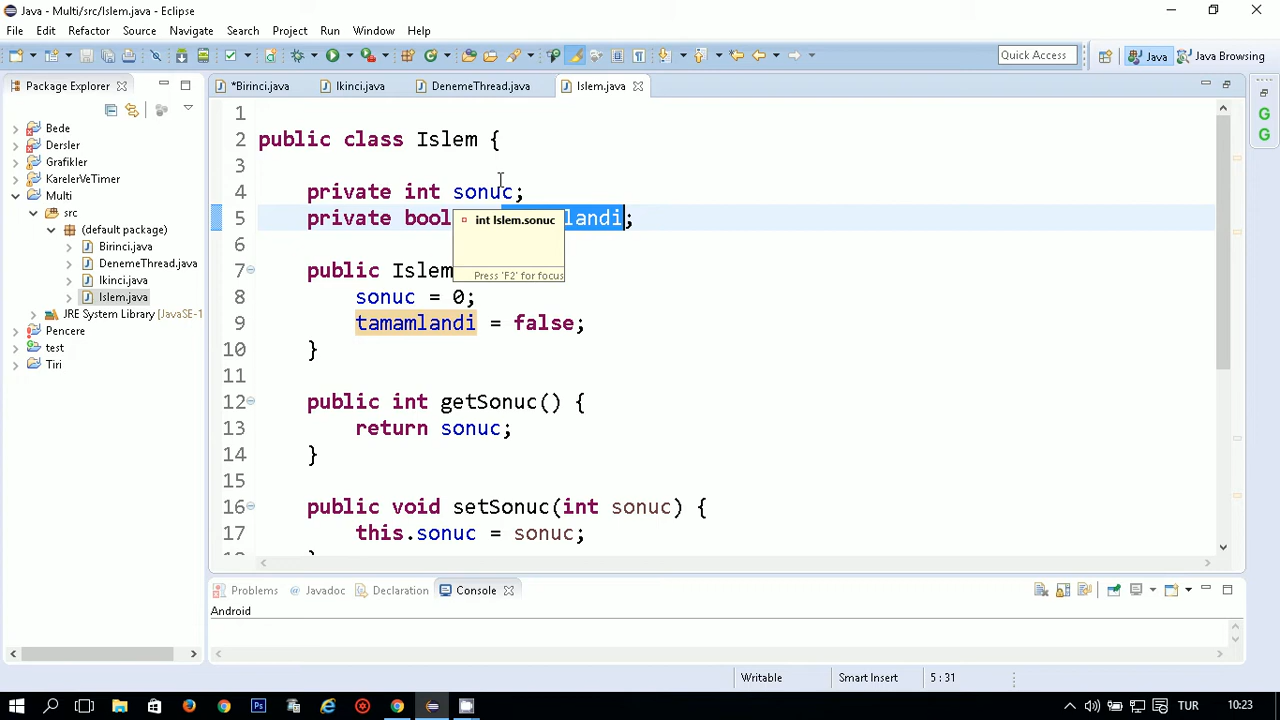 Java - Multi/src/Islem.java - Eclipse
File Edit Refactor Source Navigate Search Project Run Window Help
Quick Access Java Java Browsing
Package Explorer
*Birinci.java Ikinci.java DenemeThread.java Islem.java
Bede
Dersler
Grafikler
KarelerVeTimer
Multi
src
(default package)
Birinci.java
DenemeThread.java
Ikinci.java
Islem.java
JRE System Library [JavaSE-1
Pencere
test
Tiri
1
2 public class Islem {
3
4 private int sonuc;
5 private bool landi;
int Islem.sonuc
Press 'F2' for focus
6
7 public Islem
8 sonuc = 0;
9 tamamlandi = false;
10 }
11
12 public int getSonuc() {
13 return sonuc;
14 }
15
16 public void setSonuc(int sonuc) {
17 this.sonuc = sonuc;
18 }
Problems @ Javadoc Declaration Console
Android
Writable Smart Insert 5 : 31
TUR 10:23